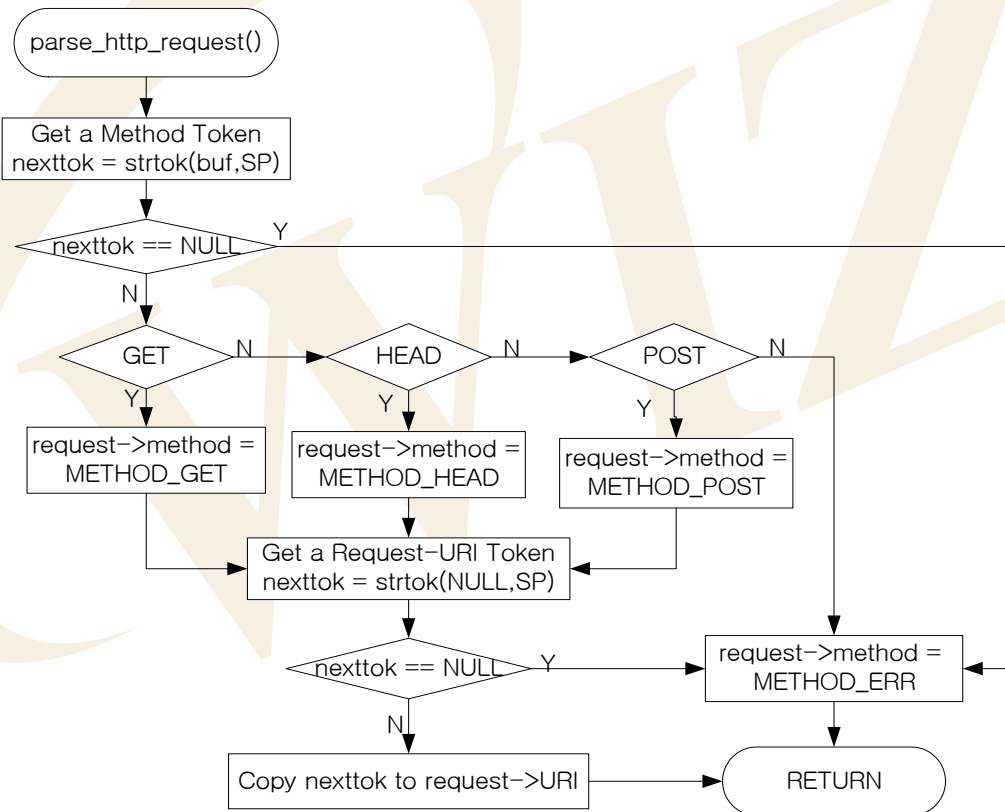 parse_http_request()
Get a Method Token
nexttok = strtok(buf,SP)
nexttok == NULL
Y
N
GET
N
HEAD
N
POST
N
Y
Y
Y
request->method =
METHOD_GET
request->method =
METHOD_HEAD
request->method =
METHOD_POST
Get a Request-URI Token
nexttok = strtok(NULL,SP)
nexttok == NULL
Y
request->method =
METHOD_ERR
N
Copy nexttok to request->URI
RETURN
WIZ